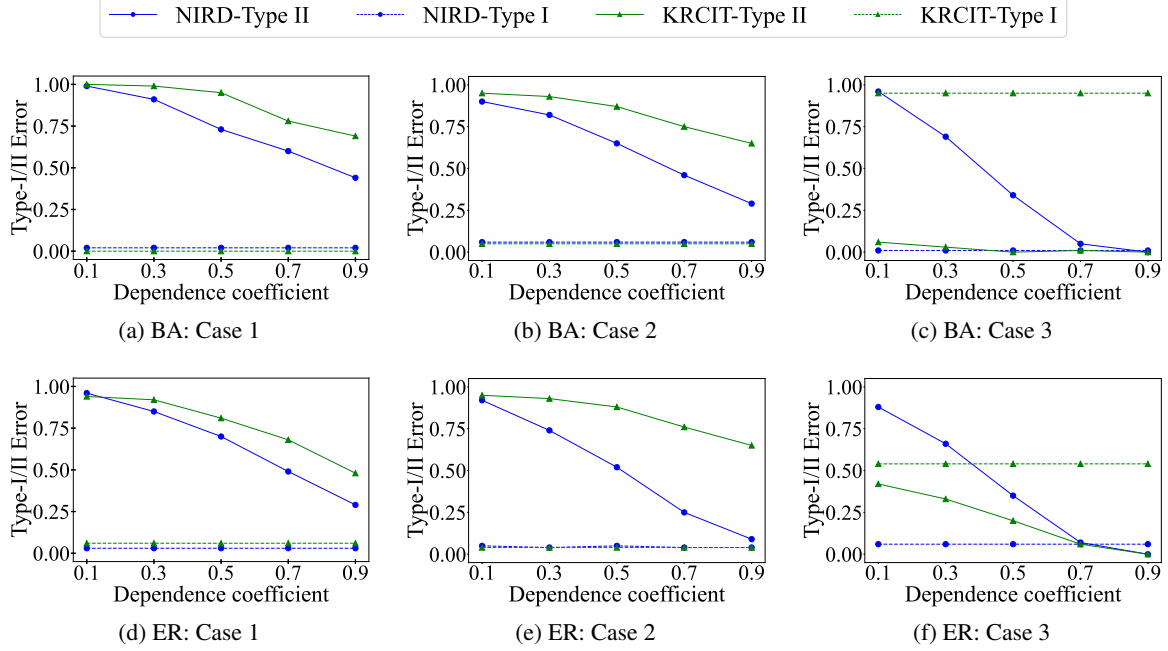 NIRD-Type II NIRD-Type I KRCIT-Type II KRCIT-Type I
Type-I/II Error
1.00
0.75
0.50
0.25
0.00
0.1 0.3 0.5 0.7 0.9
Dependence coefficient
(a) BA: Case 1
Type-I/II Error
1.00
0.75
0.50
0.25
0.00
0.1 0.3 0.5 0.7 0.9
Dependence coefficient
(b) BA: Case 2
Type-I/II Error
1.00
0.75
0.50
0.25
0.00
0.1 0.3 0.5 0.7 0.9
Dependence coefficient
(c) BA: Case 3
Type-I/II Error
1.00
0.75
0.50
0.25
0.00
0.1 0.3 0.5 0.7 0.9
Dependence coefficient
(d) ER: Case 1
Type-I/II Error
1.00
0.75
0.50
0.25
0.00
0.1 0.3 0.5 0.7 0.9
Dependence coefficient
(e) ER: Case 2
Type-I/II Error
1.00
0.75
0.50
0.25
0.00
0.1 0.3 0.5 0.7 0.9
Dependence coefficient
(f) ER: Case 3